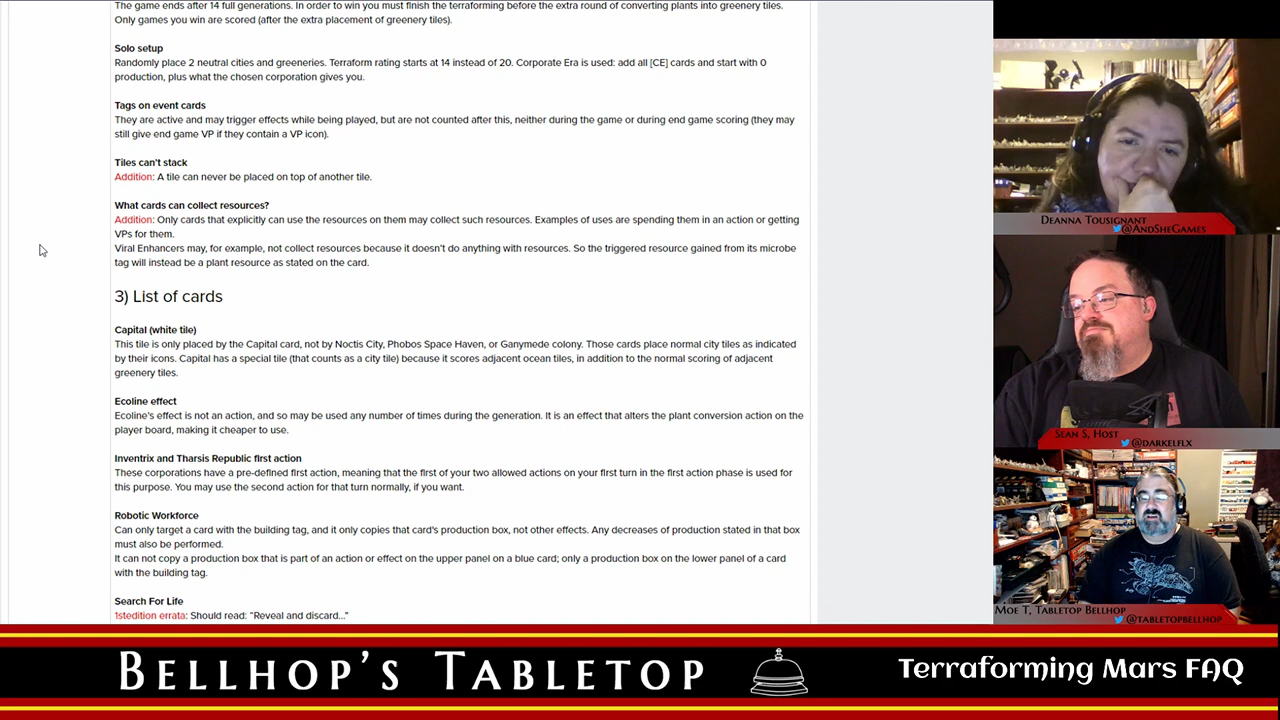 The game ends after 14 full generations. In order to win you must finish the terraforming before the extra round of converting plants into greenery tiles.
Only games you win are scored (after the extra placement of greenery tiles).
Solo setup
Randomly place 2 neutral cities and greeneries. Terraform rating starts at 14 instead of 20. Corporate Era is used: add all [CE] cards and start with 0
production, plus what the chosen corporation gives you.
Tags on event cards
They are active and may trigger effects while being played, but are not counted after this, neither during the game or during end game scoring (they may
still give end game VP if they contain a VP icon).
Tiles can't stack
Addition: A tile can never be placed on top of another tile.
What cards can collect resources?
Addition: Only cards that explicitly can use the resources on them may collect such resources. Examples of uses are spending them in an action or getting
VPs for them.
Viral Enhancers may, for example, not collect resources because it doesn't do anything with resources. So the triggered resource gained from its microbe
tag will instead be a plant resource as stated on the card.
3) List of cards
Capital (white tile)
This tile is only placed by the Capital card, not by Noctis City, Phobos Space Haven, or Ganymede colony. Those cards place normal city tiles as indicated
by their icons. Capital has a special tile (that counts as a city tile) because it scores adjacent ocean tiles, in addition to the normal scoring of adjacent
greenery tiles.
Ecoline effect
Ecoline's effect is not an action, and so may be used any number of times during the generation. It is an effect that alters the plant conversion action on the
player board, making it cheaper to use.
Inventrix and Tharsis Republic first action
These corporations have a pre-defined first action, meaning that the first of your two allowed actions on your first turn in the first action phase is used for
this purpose. You may use the second action for that turn normally, if you want.
Robotic Workforce
Can only target a card with the building tag, and it only copies that card's production box, not other effects. Any decreases of production stated in that box
must also be performed.
It can not copy a production box that is part of an action or effect on the upper panel on a blue card; only a production box on the lower panel of a card
with the building tag.
Search For Life
1stedition errata: Should read: "Reveal and discard..."
Deanna Tousignant
@AndSheGames
Sean S, Host
@darkelflx
Moe T, Tabletop Bellhop
@tabletopbellhop
Bellhop's Tabletop
Terraforming Mars FAQ